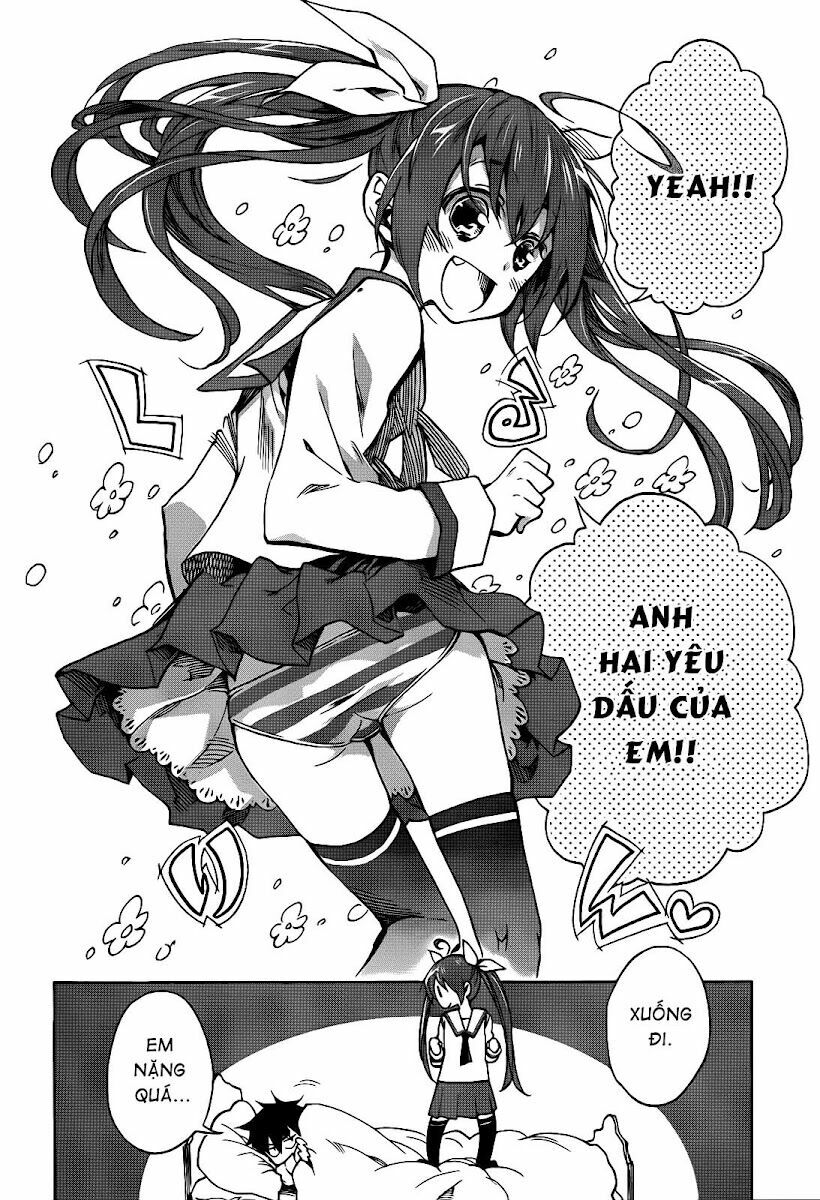 YEAH!!
ANH
HAI YÊU
DẤU CỦA
EM!!
XUỐNG
ĐI.
EM
NẶNG
QUÁ...